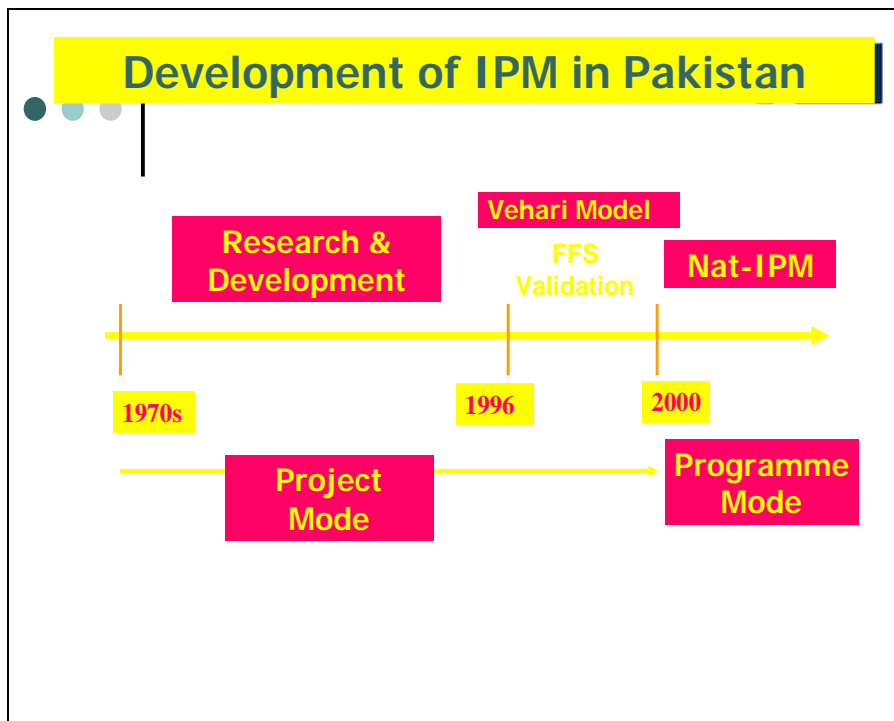 Development of IPM in Pakistan
Vehari Model
Research &
Development
FFS
Validation
Nat-IPM
1970s
1996
2000
Project
Mode
Programme
Mode